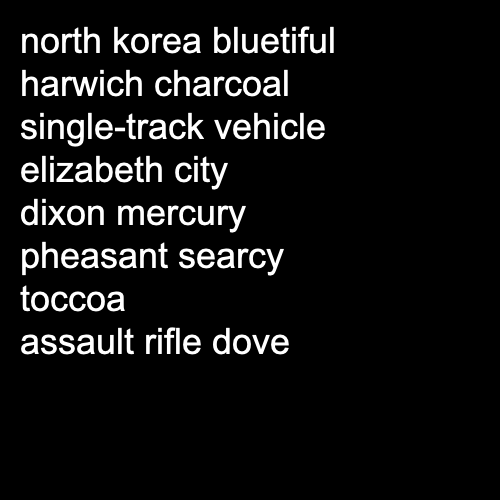 north korea bluetiful
harwich charcoal
single-track vehicle
elizabeth city
dixon mercury
pheasant searcy
toccoa
assault rifle dove